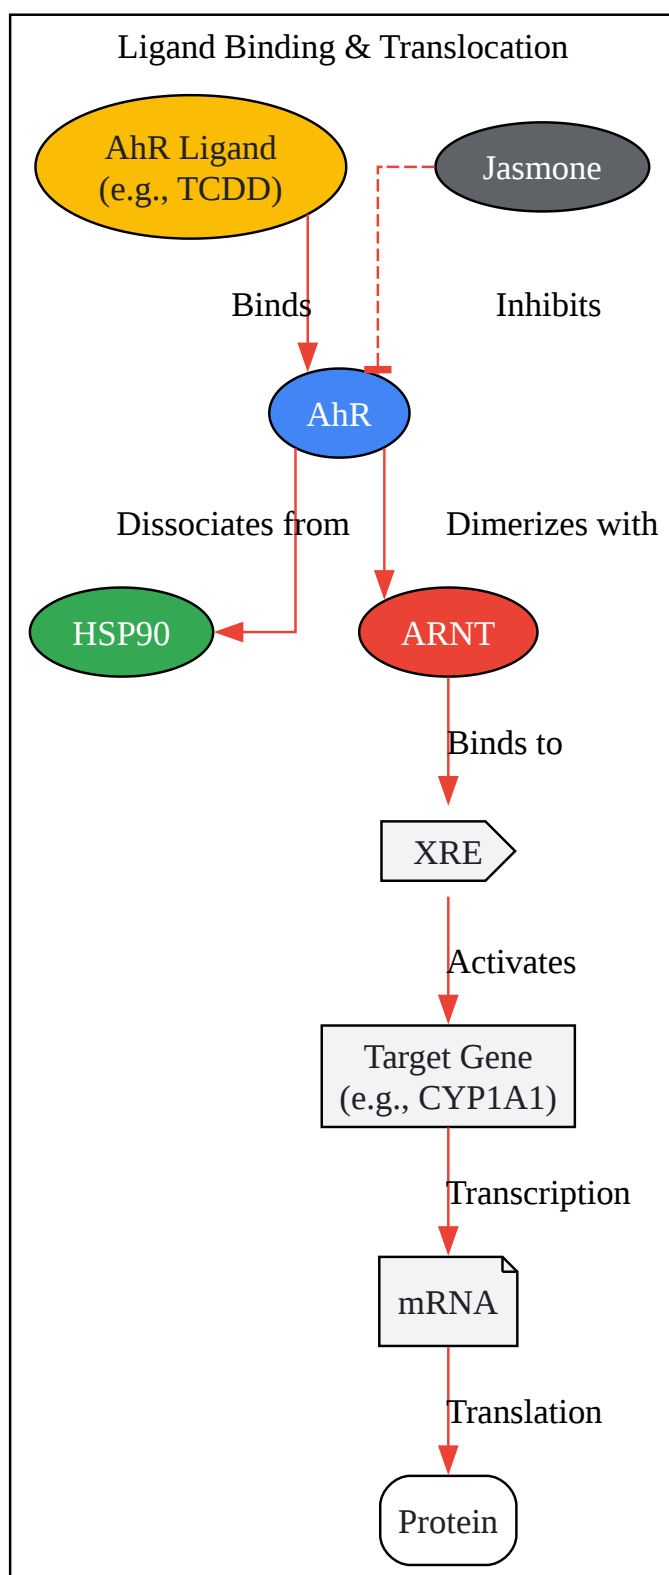 Ligand Binding & Translocation
AhR Ligand
(e.g., TCDD)
Jasmone
Binds
Inhibits
AhR
Dissociates from
Dimerizes with
HSP90
ARNT
Binds to
XRE
Activates
Target Gene
(e.g., CYP1A1)
Transcription
mRNA
Translation
Protein